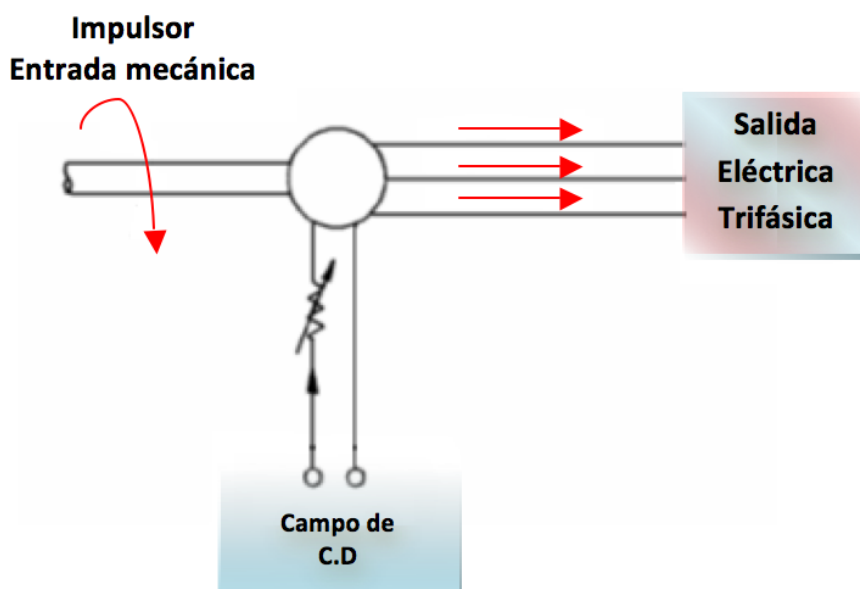 Impulsor
Entrada mecánica
Salida
Eléctrica
Trifásica
Campo de
C.D